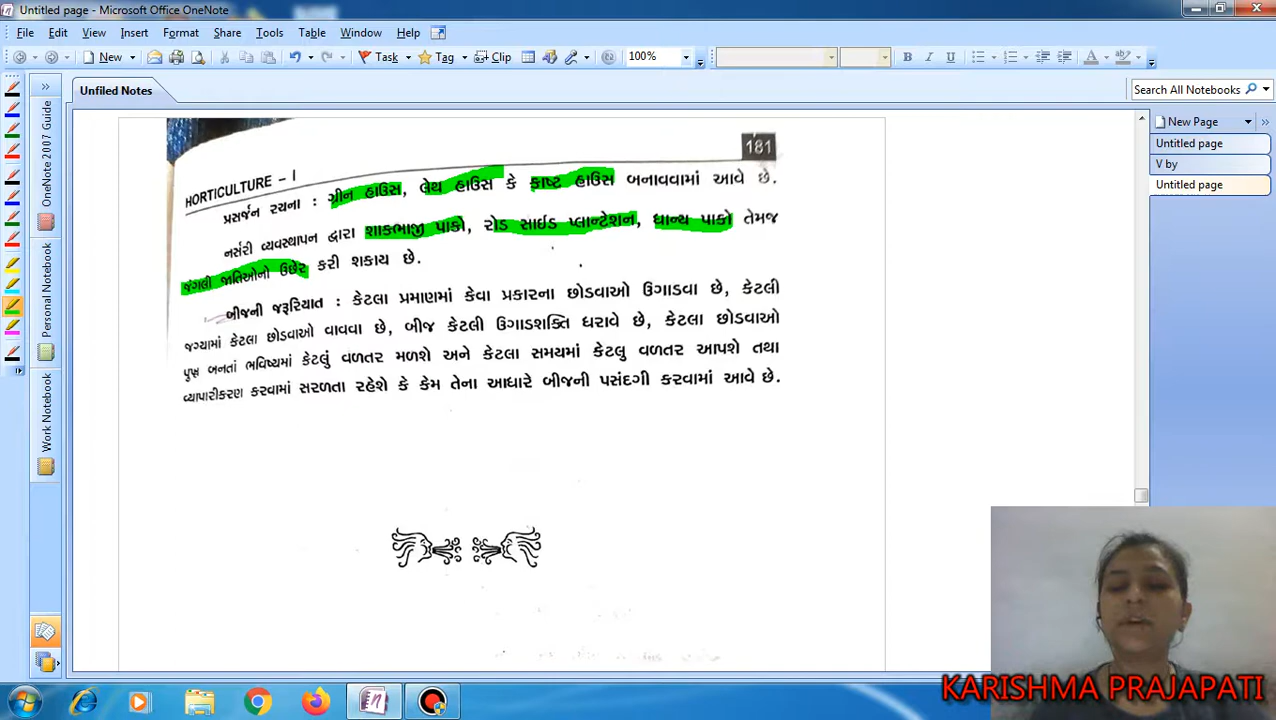 Untitled page - Microsoft Office OneNote
File Edit View Insert Format Share Tools Table Window Help
New Task Tag Clip 100% B I U A ab
Unfiled Notes
Search All Notebooks
New Page
Untitled page
V by
Untitled page
OneNote 2007 Guide
Personal Notebook
Work Notebook
181
HORTICULTURE - I
પ્રસર્જન રચના : ગ્રીન હાઉસ, લેથ હાઉસ કે કાષ્ટ હાઉસ બનાવવામાં આવે છે.
નર્સરી વ્યવસ્થાપન દ્વારા શાકભાજી પાકો, રોડ સાઇડ પ્લાન્ટેશન, ધાન્ય પાકો તેમજ
જંગલી જાતિઓનો ઉછેર કરી શકાય છે.
બીજની જરૂરિયાત : કેટલા પ્રમાણમાં કેવા પ્રકારના છોડવાઓ ઉગાડવા છે, કેટલી
જગ્યામાં કેટલા છોડવાઓ વાવવા છે, બીજ કેટલી ઉગાડશક્તિ ધરાવે છે, કેટલા છોડવાઓ
પુખ્ત બનતાં ભવિષ્યમાં કેટલું વળતર મળશે અને કેટલા સમયમાં કેટલુ વળતર આપશે તથા
વ્યાપારીકરણ કરવામાં સરળતા રહેશે કે કેમ તેના આધારે બીજની પસંદગી કરવામાં આવે છે.
KARISHMA PRAJAPATI